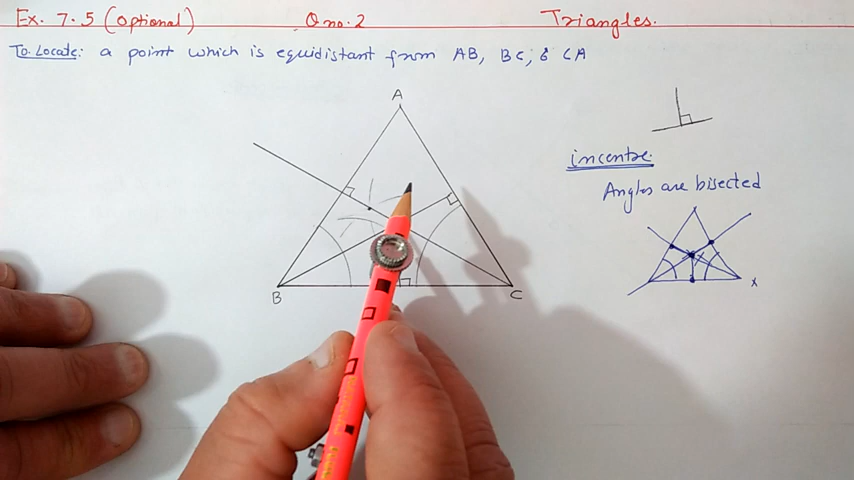 Ex. 7.5 (Optional) Q no. 2 Triangles.
To Locate: a point which is equidistant from AB, BC, & CA
A
incentre
Angles are bisected
B C
x